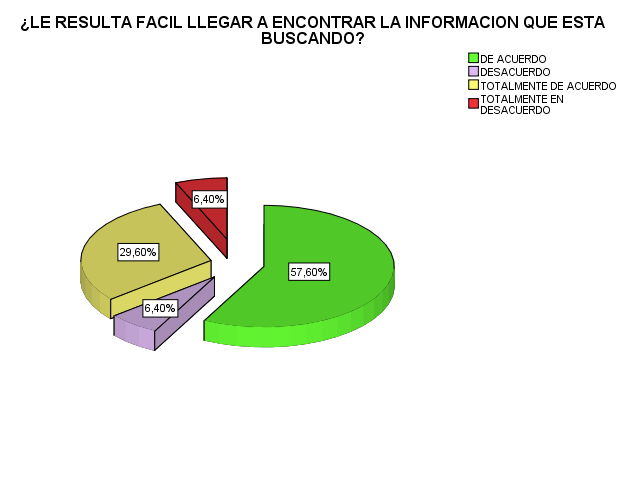 ¿LE RESULTA FACIL LLEGAR A ENCONTRAR LA INFORMACION QUE ESTA
BUSCANDO?
DE ACUERDO
DESACUERDO
TOTALMENTE DE ACUERDO
TOTALMENTE EN
DESACUERDO
6,40%
29,60%
57,60%
6,40%